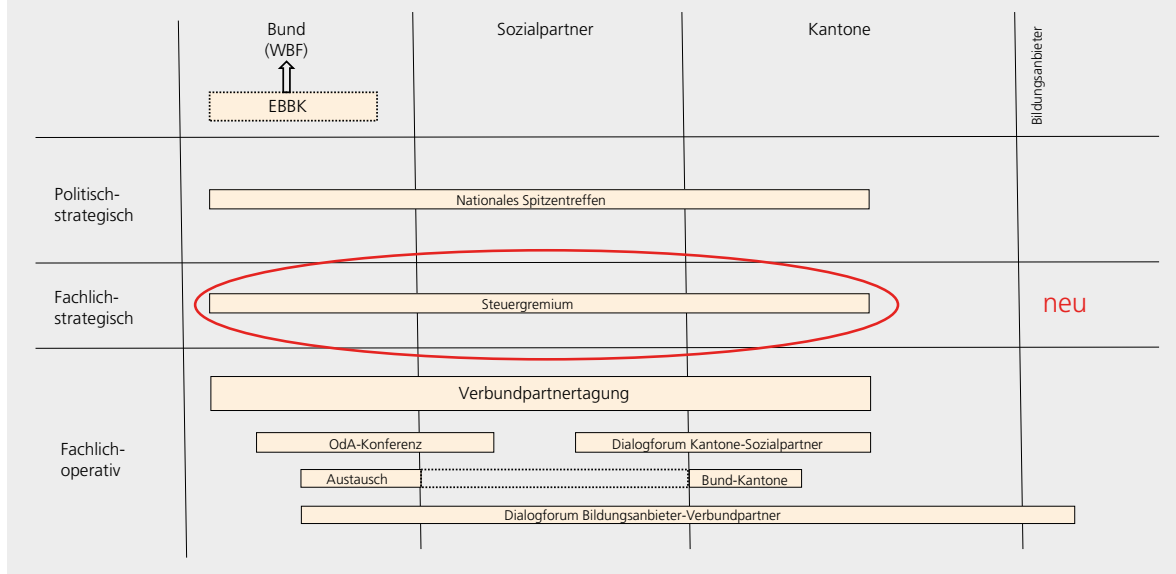 Bund
(WBF)
Sozialpartner
Kantone
Bildungsanbieter
EBBK
Politisch-
strategisch
Nationales Spitzentreffen
Fachlich-
strategisch
Steuergremium
neu
Verbundpartnertagung
Fachlich-
operativ
OdA-Konferenz
Dialogforum Kantone-Sozialpartner
Austausch
Bund-Kantone
Dialogforum Bildungsanbieter-Verbundpartner